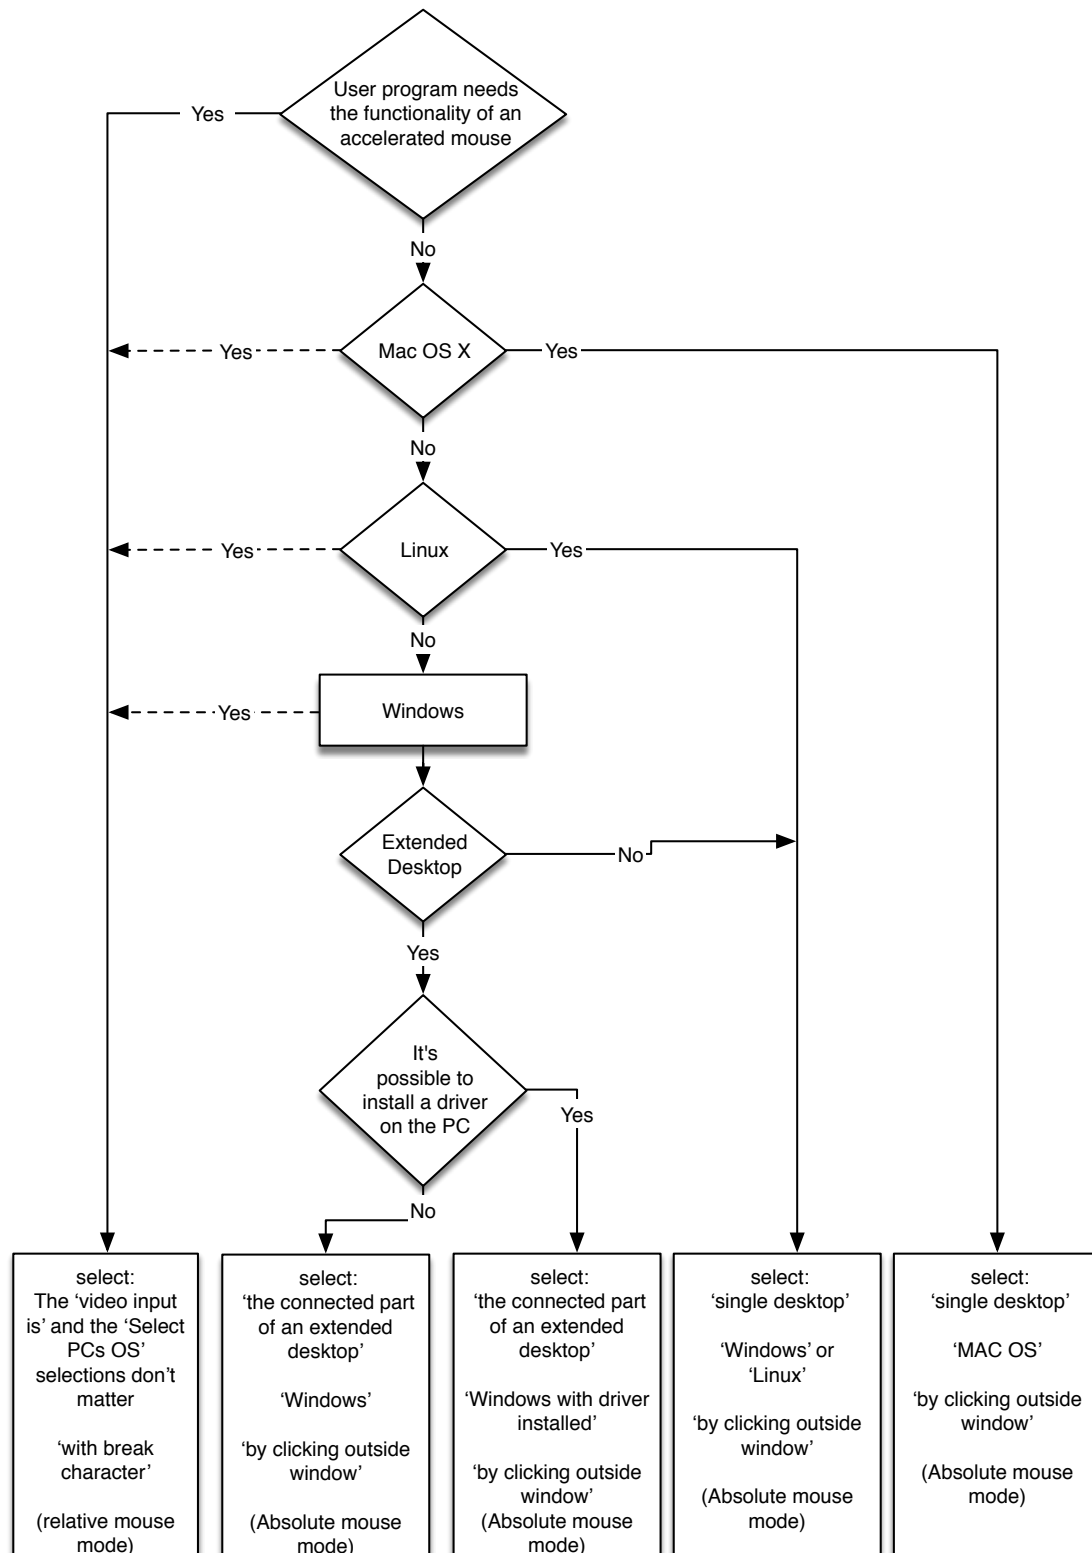 User program needs
the functionality of an
accelerated mouse
Yes
No
Yes
Mac OS X
Yes
No
Yes
Linux
Yes
No
Yes
Windows
Extended
Desktop
No
Yes
It's
possible to
install a driver
on the PC
Yes
No
select:
The ‘video input
is’ and the ‘Select
PCs OS’
selections don’t
matter
‘with break
character’
(relative mouse
mode)
select:
‘the connected part
of an extended
desktop’
‘Windows’
‘by clicking outside
window’
(Absolute mouse
mode)
select:
‘the connected part
of an extended
desktop’
‘Windows with driver
installed’
‘by clicking outside
window’
(Absolute mouse
mode)
select:
‘single desktop’
‘Windows’ or
‘Linux’
‘by clicking outside
window’
(Absolute mouse
mode)
select:
‘single desktop’
‘MAC OS’
‘by clicking outside
window’
(Absolute mouse
mode)